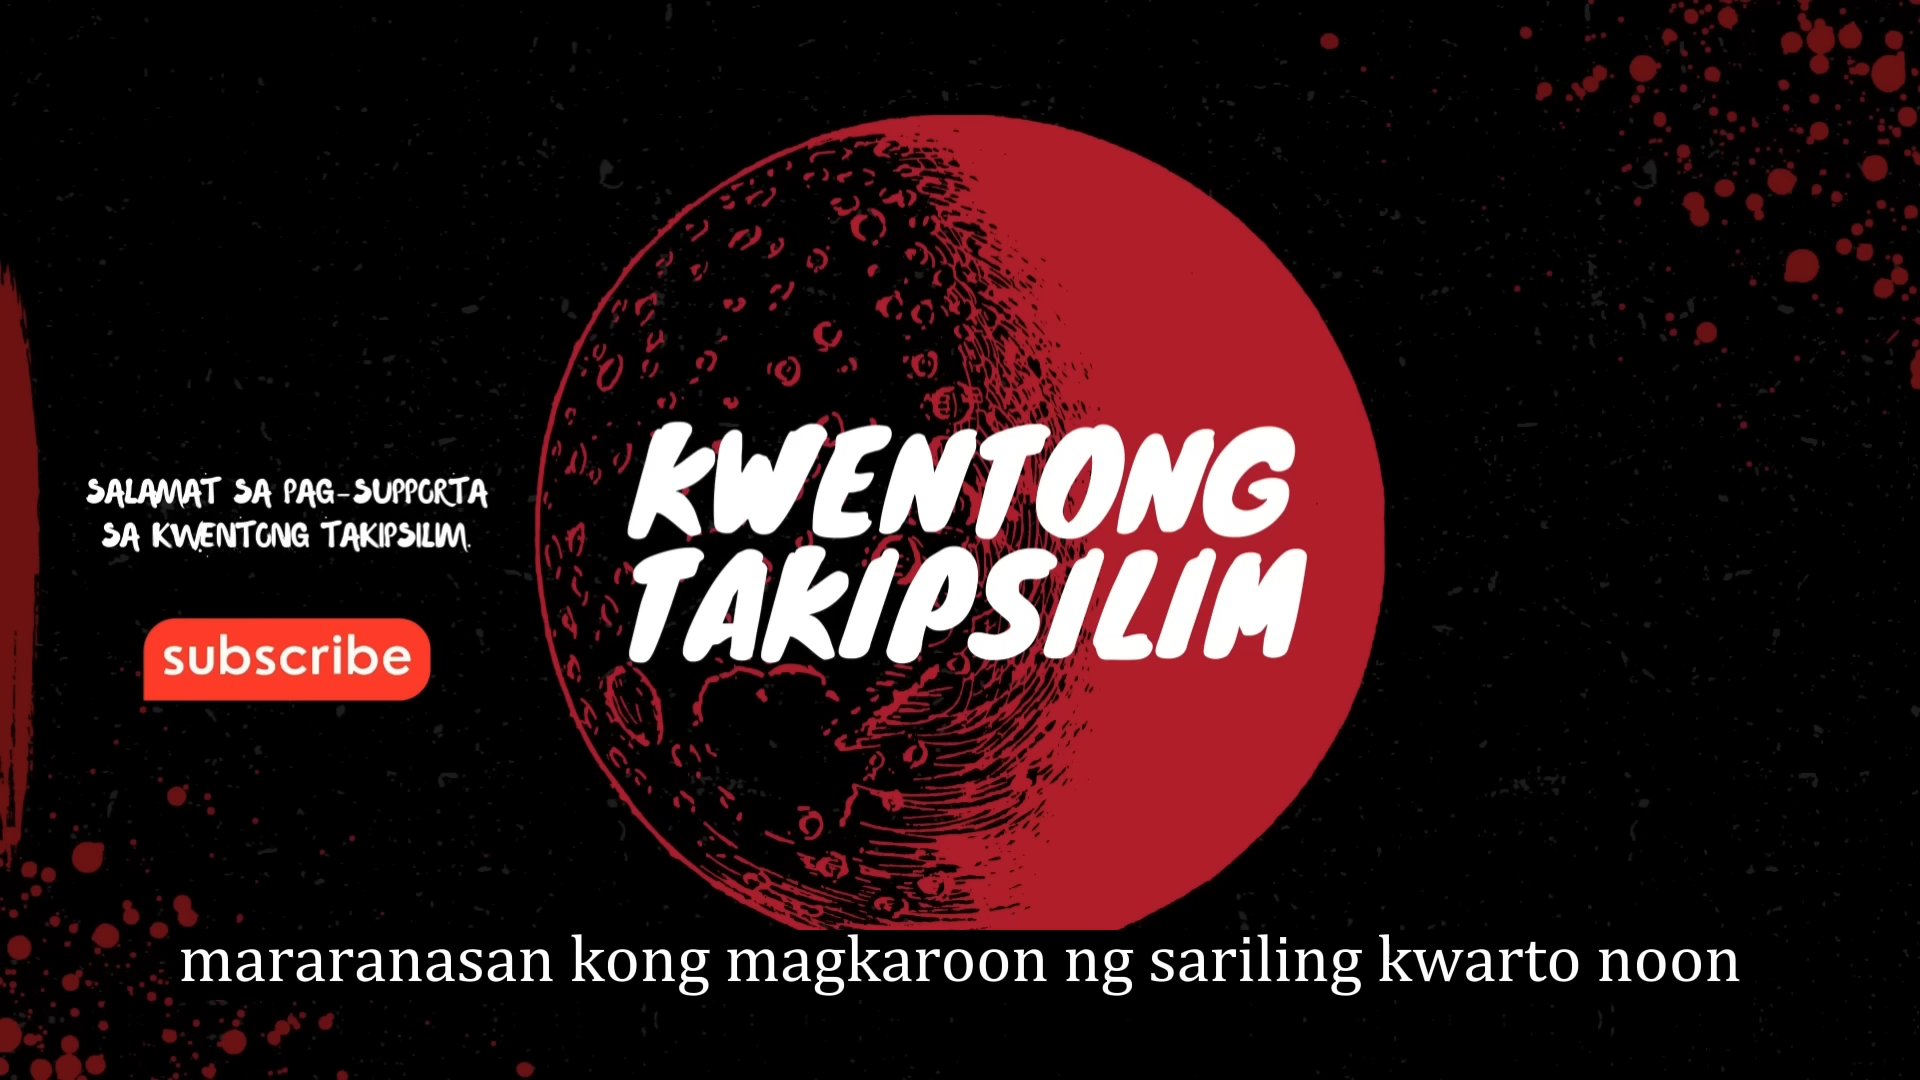 SALAMAT SA PAG-SUPPORTA
SA KWENTONG TAKIPSILIM.
subscribe
KWENTONG
TAKIPSILIM
mararanasan kong magkaroon ng sariling kwarto noon